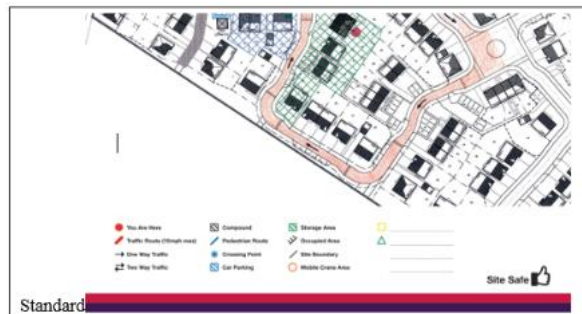 You Are Here
Compound
Storage Area
Traffic Route (10mph max)
Pedestrian Route
Occupied Area
One Way Traffic
Crossing Point
Site Boundary
Two Way Traffic
Car Parking
Mobile Crane Area
Site Safe
Standard